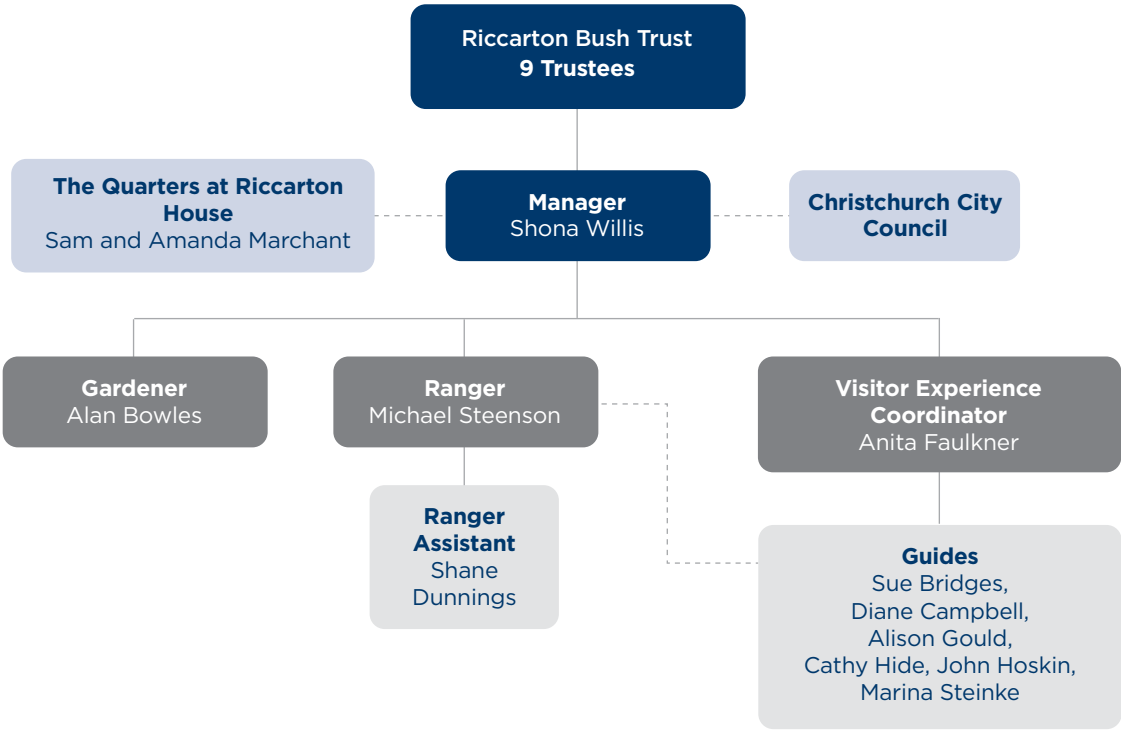 Riccarton Bush Trust
9 Trustees
The Quarters at Riccarton
House
Sam and Amanda Marchant
Manager
Shona Willis
Christchurch City
Council
Gardener
Alan Bowles
Ranger
Michael Steenson
Visitor Experience
Coordinator
Anita Faulkner
Ranger
Assistant
Shane
Dunnings
Guides
Sue Bridges,
Diane Campbell,
Alison Gould,
Cathy Hide, John Hoskin,
Marina Steinke